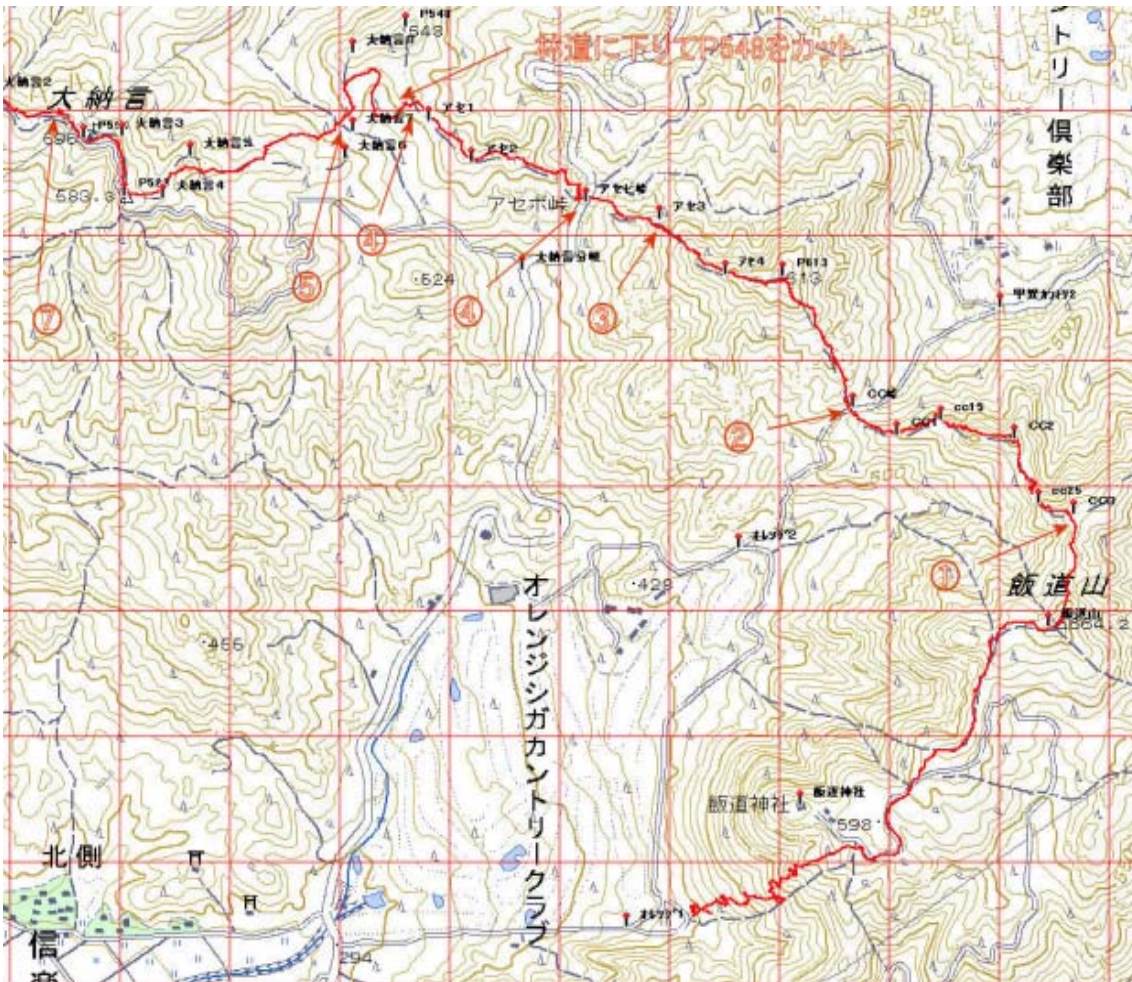 P548
543
大納言8
林道に下りてP548をカット
トリー倶楽部
大納言2
大納言
大納言3
アセ1
大納言7
大納言5
大納言6
アセ2
大納言4
583.3
アセビ峠
アセボ峠
アセ3
④
大納言分岐
アセ4
P613
613
524
⑤
④
③
⑦
甲賀カントリ2
CC峠
cc15
CC1
CC2
②
500
cc25
CC3
オレンジ2
①
飯道山
428
飯道山
664.2
オレンジシガカントリークラブ
455
飯道神社
飯道神社
598
北側
オレンジ1
信楽
294